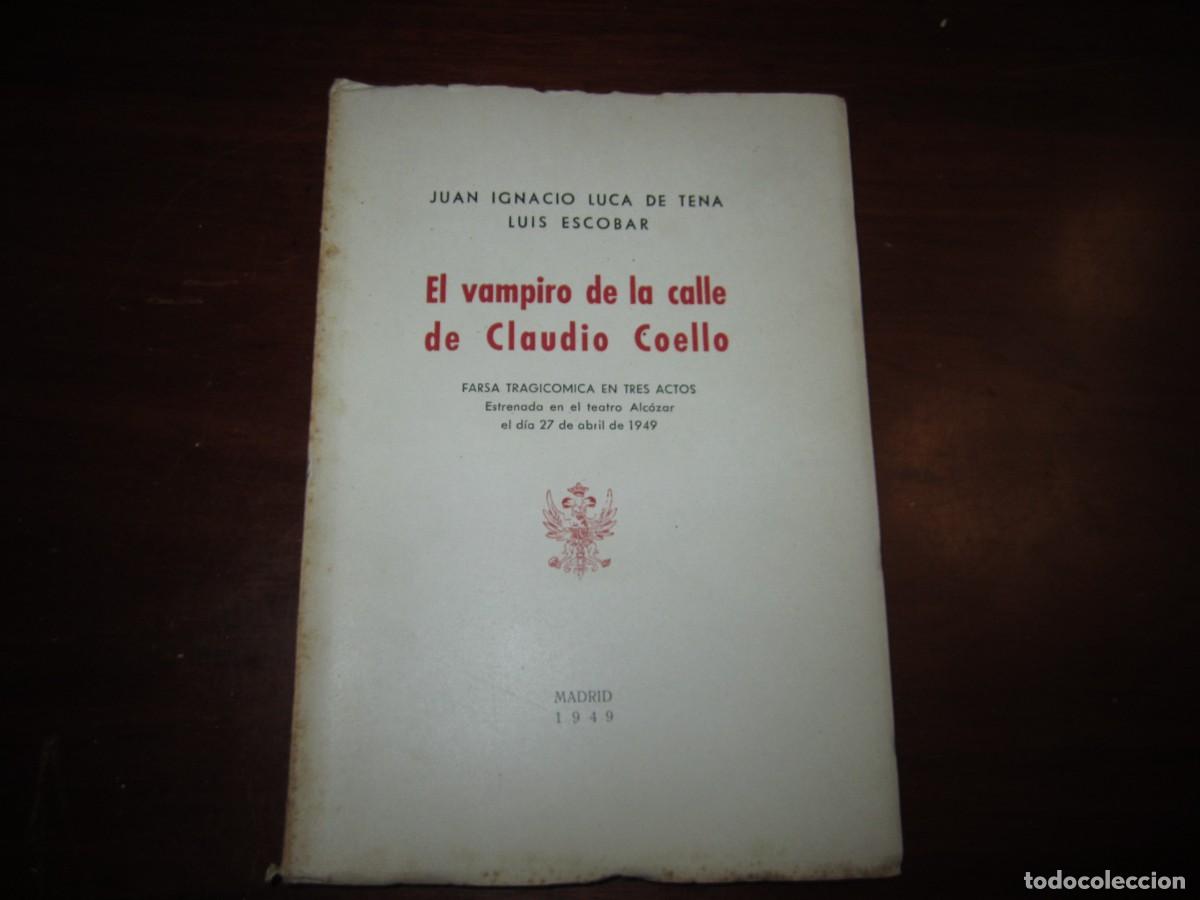 JUAN IGNACIO LUCA DE TENA
LUIS ESCOBAR
El vampiro de la calle
de Claudio Coello
FARSA TRAGICOMICA EN TRES ACTOS
Estrenada en el teatro Alcázar
el día 27 de abril de 1949
MADRID
1949
todocoleccion